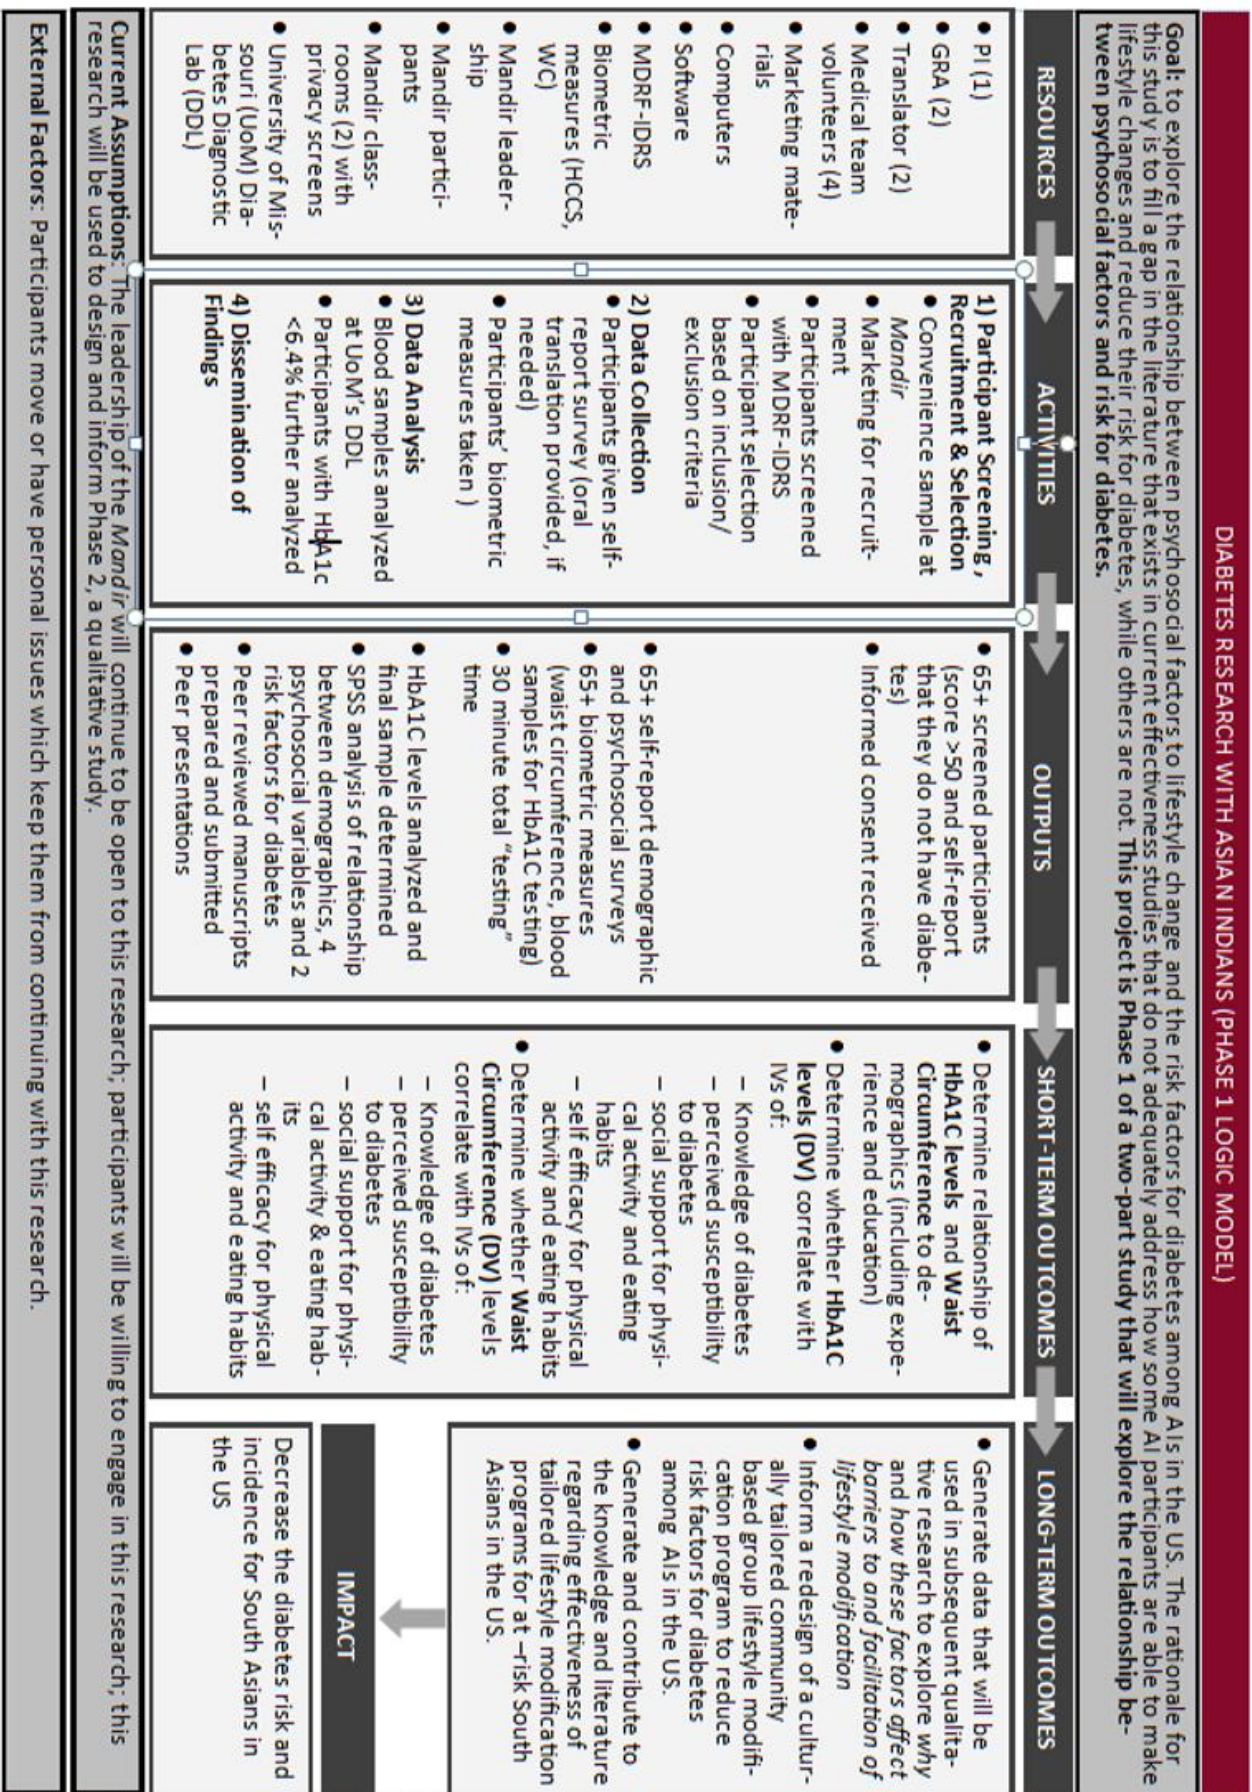 DIABETES RESEARCH WITH ASIAN INDIANS (PHASE 1 LOGIC MODEL)
Goal: to explore the relationship between psychosocial factors to lifestyle change and the risk factors for diabetes among AIs in the US. The rationale for
this study is to fill a gap in the literature that exists in current effectiveness studies that do not adequately address how some AI participants are able to make
lifestyle changes and reduce their risk for diabetes, while others are not. This project is Phase 1 of a two-part study that will explore the relationship be-
tween psychosocial factors and risk for diabetes.
RESOURCES
• PI (1)
• GRA (2)
• Translator (2)
• Medical team
volunteers (4)
• Marketing mate-
rials
• Computers
• Software
• MDRF-IDRS
• Biometric
measures (HCCS,
WC)
• Mandir leader-
ship
• Mandir partici-
pants
• Mandir class-
rooms (2) with
privacy screens
• University of Mis-
souri (UoM) Dia-
betes Diagnostic
Lab (DDL)
ACTIVITIES
1) Participant Screening,
Recruitment & Selection
• Convenience sample at
Mandir
• Marketing for recruit-
ment
• Participants screened
with MDRF-IDRS
• Participant selection
based on inclusion/
exclusion criteria
2) Data Collection
• Participants given self-
report survey (oral
translation provided, if
needed)
• Participants' biometric
measures taken )
3) Data Analysis
• Blood samples analyzed
at UoM's DDL
• Participants with HbA1c
<6.4% further analyzed
4) Dissemination of
Findings
OUTPUTS
• 65+ screened participants
(score >50 and self-report
that they do not have diabe-
tes)
• Informed consent received
• 65+ self-report demographic
and psychosocial surveys
• 65+ biometric measures
(waist circumference, blood
samples for HbA1C testing)
• 30 minute total "testing"
time
• HbA1C levels analyzed and
final sample determined
• SPSS analysis of relationship
between demographics, 4
psychosocial variables and 2
risk factors for diabetes
• Peer reviewed manuscripts
prepared and submitted
• Peer presentations
SHORT-TERM OUTCOMES
• Determine relationship of
HbA1C levels and Waist
Circumference to de-
mographics (including expe-
rience and education)
• Determine whether HbA1C
levels (DV) correlate with
IVs of:
– Knowledge of diabetes
– perceived susceptibility
to diabetes
– social support for physi-
cal activity and eating
habits
– self efficacy for physical
activity and eating habits
• Determine whether Waist
Circumference (DV) levels
correlate with IVs of:
– Knowledge of diabetes
– perceived susceptibility
to diabetes
– social support for physi-
cal activity & eating hab-
its
– self efficacy for physical
activity and eating habits
LONG-TERM OUTCOMES
• Generate data that will be
used in subsequent qualita-
tive research to explore why
and how these factors affect
barriers to and facilitation of
lifestyle modification
• Inform a redesign of a cultur-
ally tailored community
based group lifestyle modifi-
cation program to reduce
risk factors for diabetes
among AIs in the US.
• Generate and contribute to
the knowledge and literature
regarding effectiveness of
tailored lifestyle modification
programs for at –risk South
Asians in the US.
IMPACT
Decrease the diabetes risk and
incidence for South Asians in
the US
Current Assumptions: The leadership of the Mandir will continue to be open to this research; participants will be willing to engage in this research; this
research will be used to design and inform Phase 2, a qualitative study.
External Factors: Participants move or have personal issues which keep them from continuing with this research.